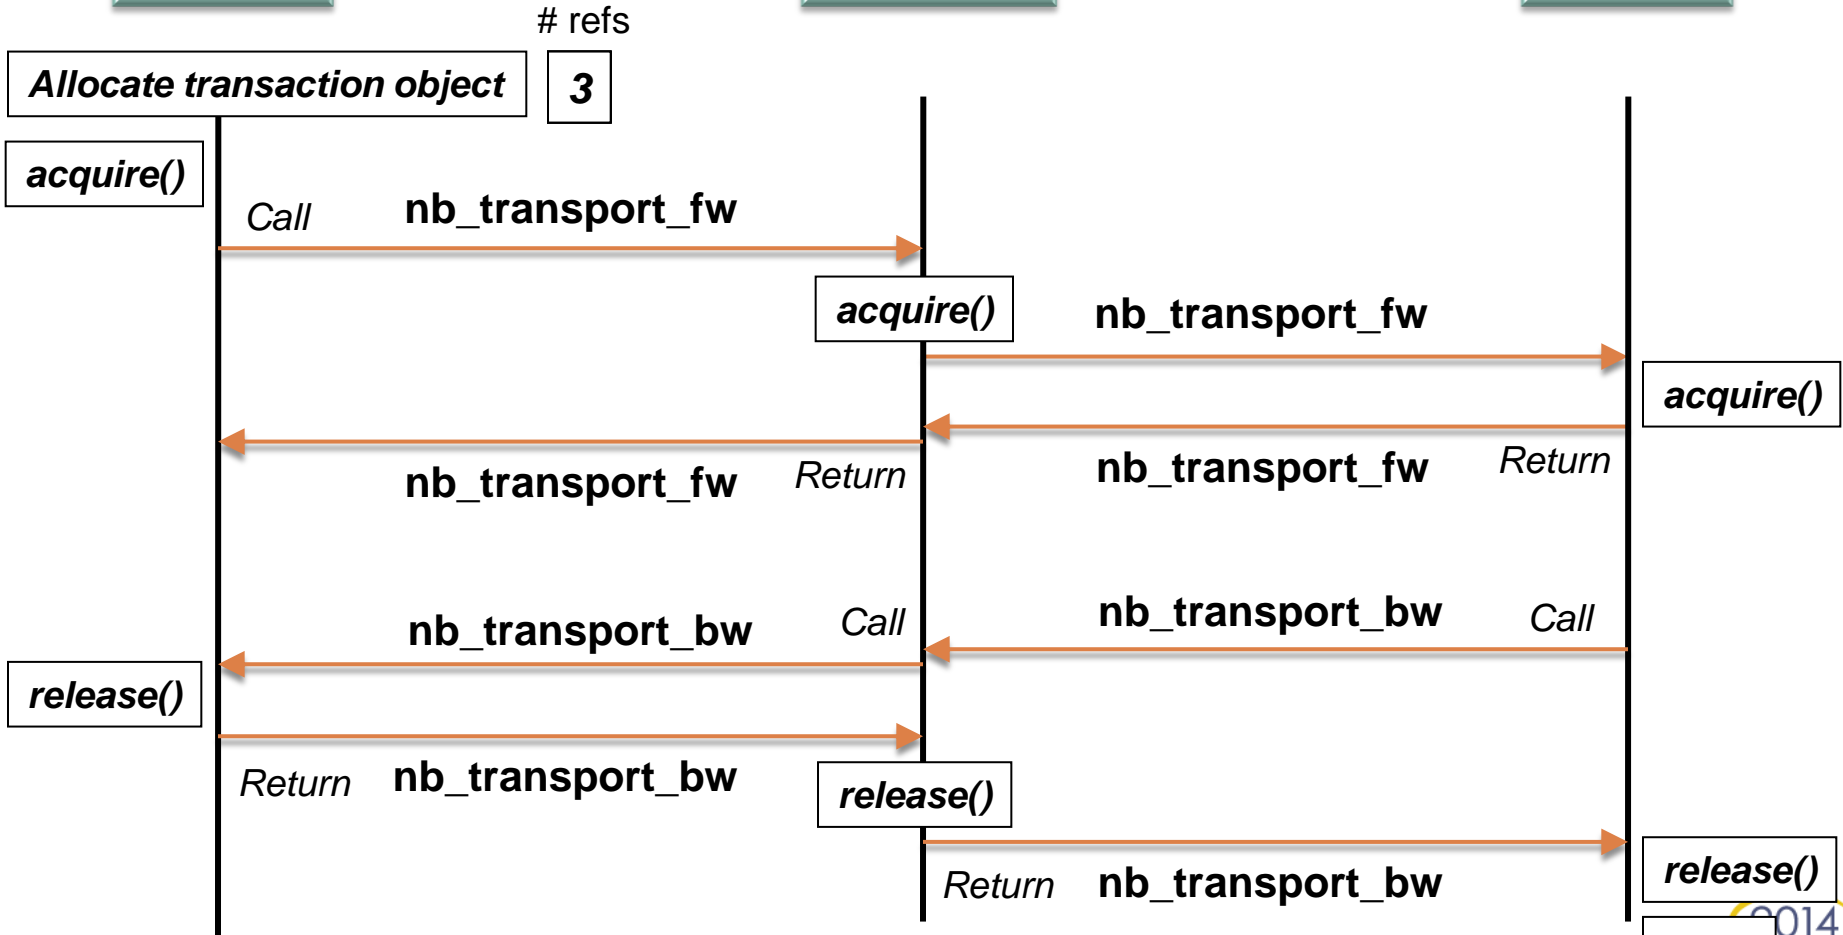 # refs
Allocate transaction object
3
acquire()
Call
nb_transport_fw
acquire()
nb_transport_fw
acquire()
nb_transport_fw
Return
nb_transport_fw
Return
nb_transport_bw
Call
nb_transport_bw
Call
release()
Return
nb_transport_bw
release()
Return
nb_transport_bw
release()
2014